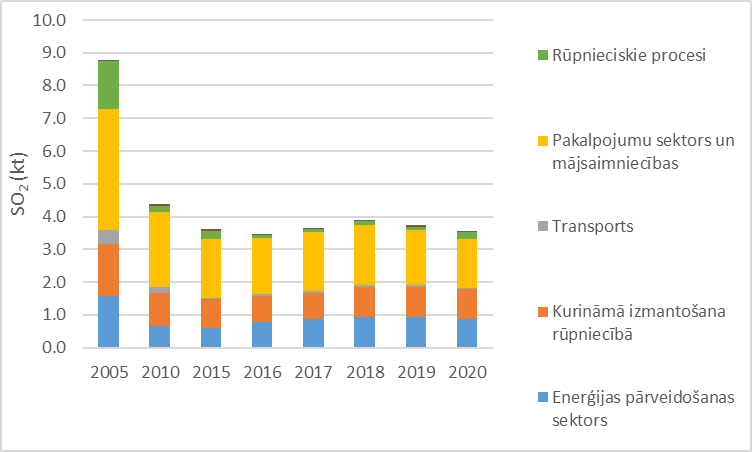 10.0
9.0
8.0
7.0
6.0
5.0
4.0
3.0
2.0
1.0
0.0
SO₂ (kt)
2005 2010 2015 2016 2017 2018 2019 2020
Rūpnieciskie procesi
Pakalpojumu sektors un
mājsaimniecības
Transports
Kurināmā izmantošana
rūpniecībā
Enerģijas pārveidošanas
sektors